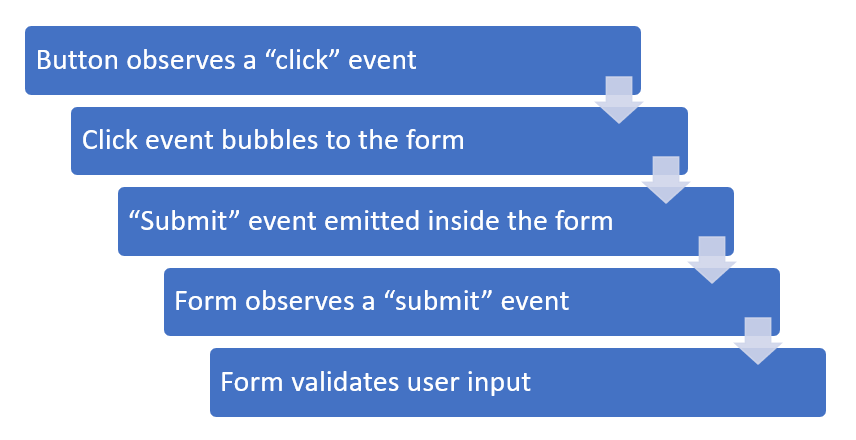 Button observes a “click” event
Click event bubbles to the form
“Submit” event emitted inside the form
Form observes a “submit” event
Form validates user input